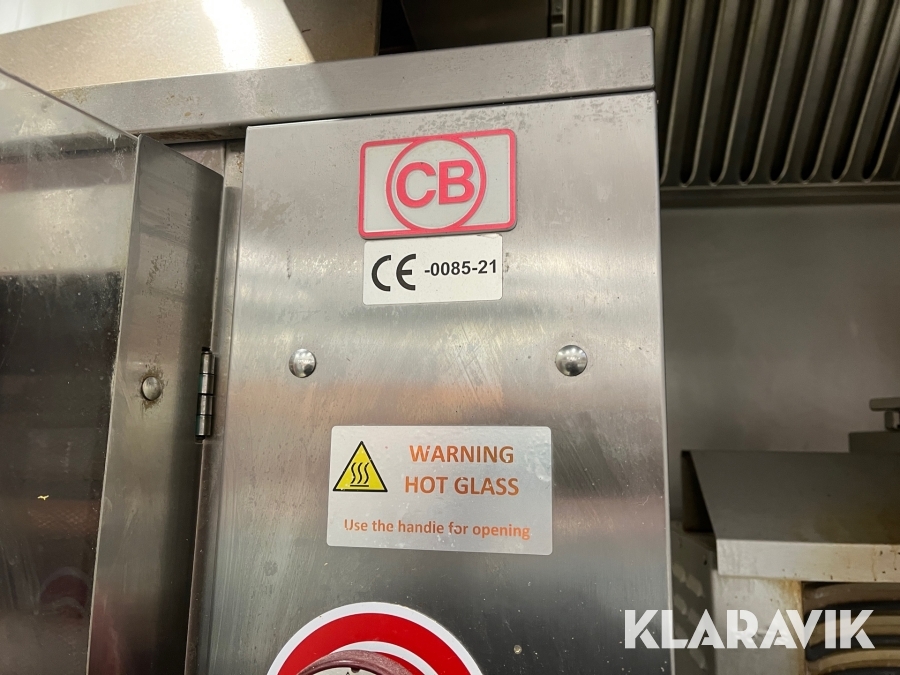 CB
CE -0085-21
WARNING
HOT GLASS
Use the handle for opening
KLARAVIK